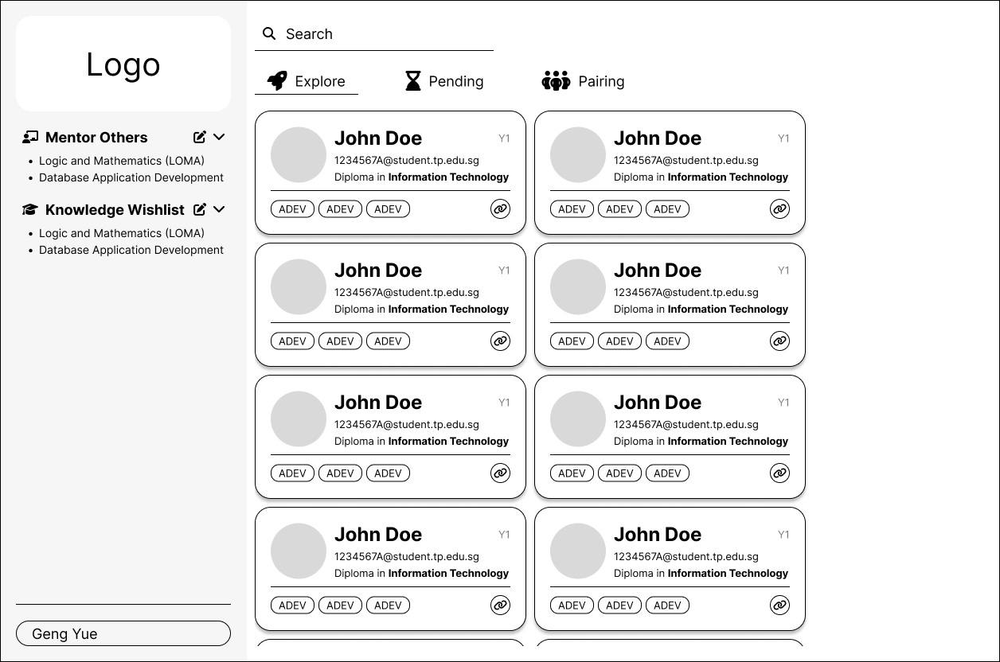 Logo
Mentor Others
• Logic and Mathematics (LOMA)
• Database Application Development
Knowledge Wishlist
• Logic and Mathematics (LOMA)
• Database Application Development
Geng Yue
Search
Explore Pending Pairing
John Doe Y1
1234567A@student.tp.edu.sg
Diploma in Information Technology
ADEV ADEV ADEV
John Doe Y1
1234567A@student.tp.edu.sg
Diploma in Information Technology
ADEV ADEV ADEV
John Doe Y1
1234567A@student.tp.edu.sg
Diploma in Information Technology
ADEV ADEV ADEV
John Doe Y1
1234567A@student.tp.edu.sg
Diploma in Information Technology
ADEV ADEV ADEV
John Doe Y1
1234567A@student.tp.edu.sg
Diploma in Information Technology
ADEV ADEV ADEV
John Doe Y1
1234567A@student.tp.edu.sg
Diploma in Information Technology
ADEV ADEV ADEV
John Doe Y1
1234567A@student.tp.edu.sg
Diploma in Information Technology
ADEV ADEV ADEV
John Doe Y1
1234567A@student.tp.edu.sg
Diploma in Information Technology
ADEV ADEV ADEV